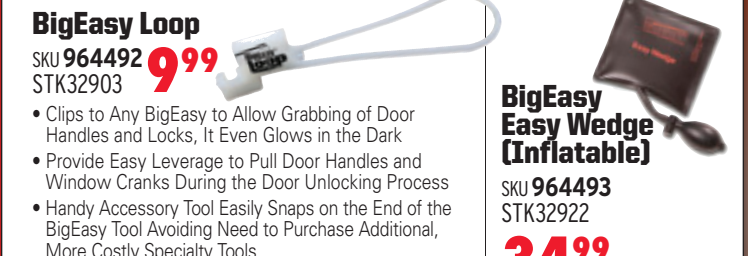 BigEasy Loop
SKU 964492
STK32903
9.99
• Clips to Any BigEasy to Allow Grabbing of Door
Handles and Locks, It Even Glows in the Dark
• Provide Easy Leverage to Pull Door Handles and
Window Cranks During the Door Unlocking Process
• Handy Accessory Tool Easily Snaps on the End of the
BigEasy Tool Avoiding Need to Purchase Additional,
More Costly Specialty Tools
Easy Wedge
BigEasy
Easy Wedge
(Inflatable)
SKU 964493
STK32922
34.99